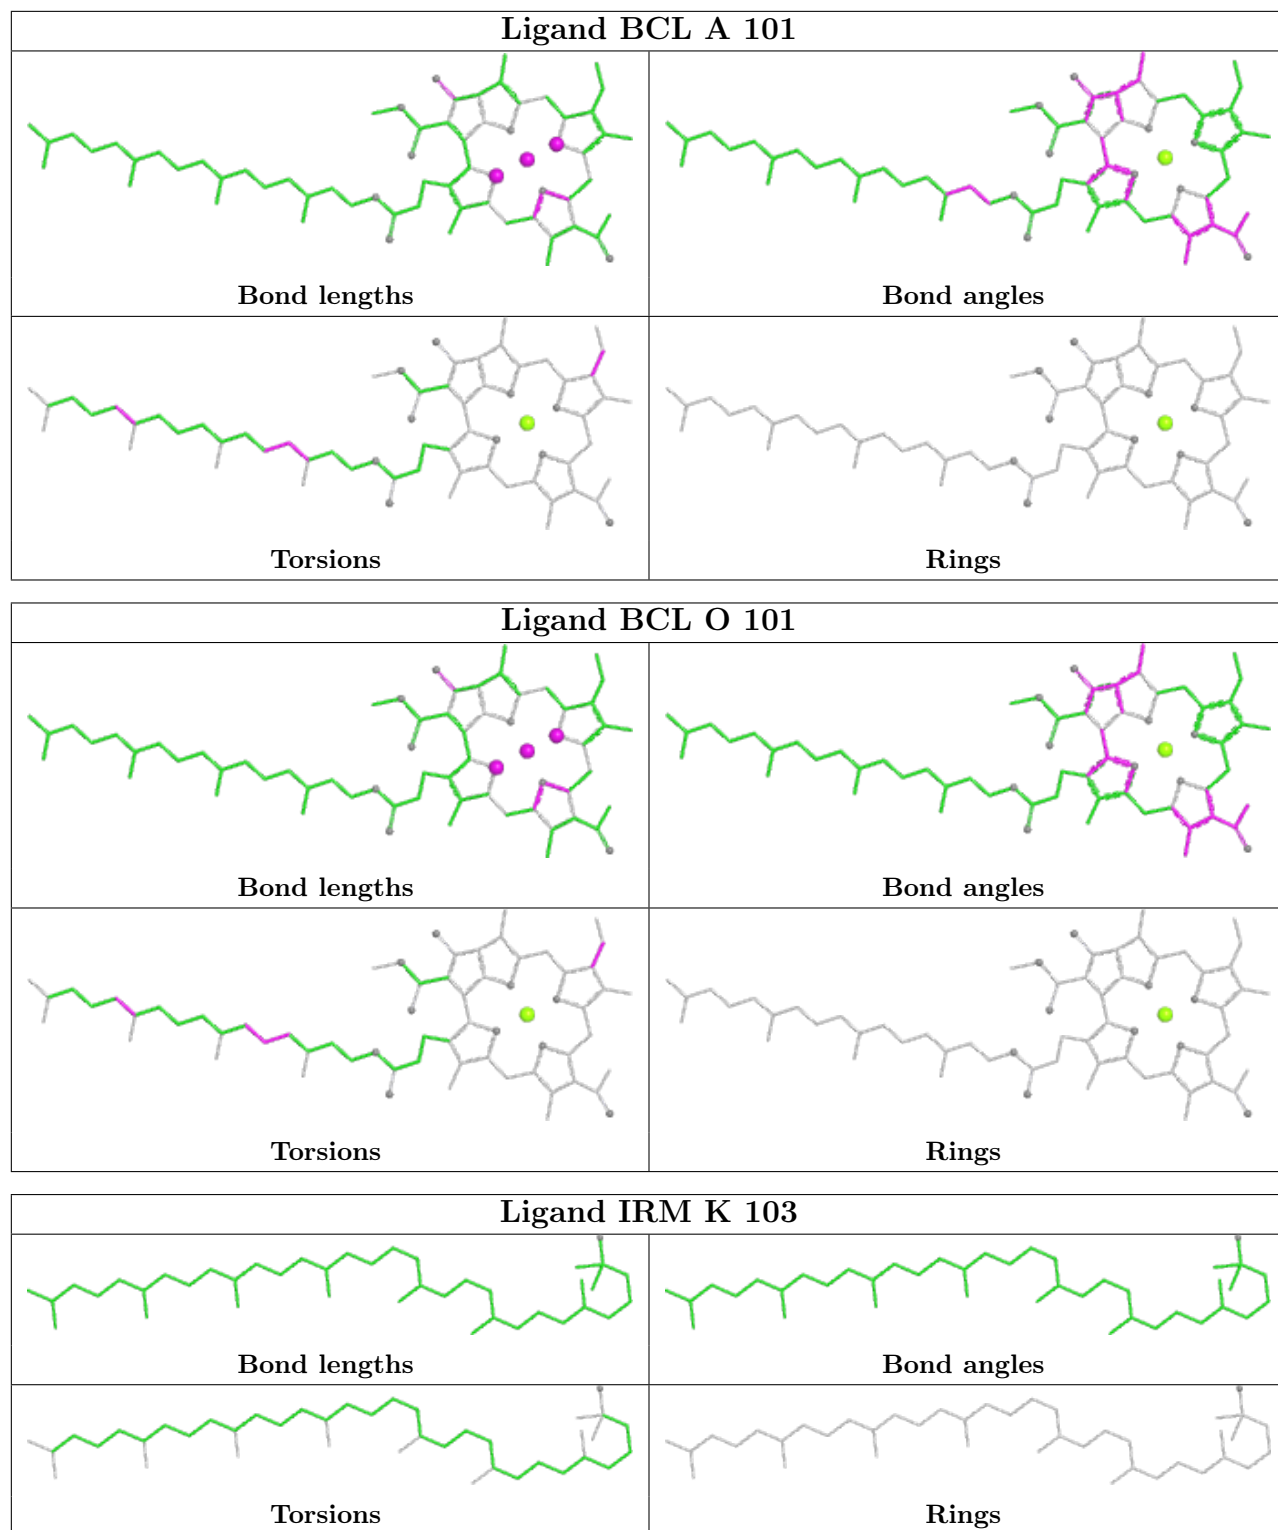 Ligand BCL A 101
Bond lengths
Bond angles
Torsions
Rings
Ligand BCL O 101
Bond lengths
Bond angles
Torsions
Rings
Ligand IRM K 103
Bond lengths
Bond angles
Torsions
Rings